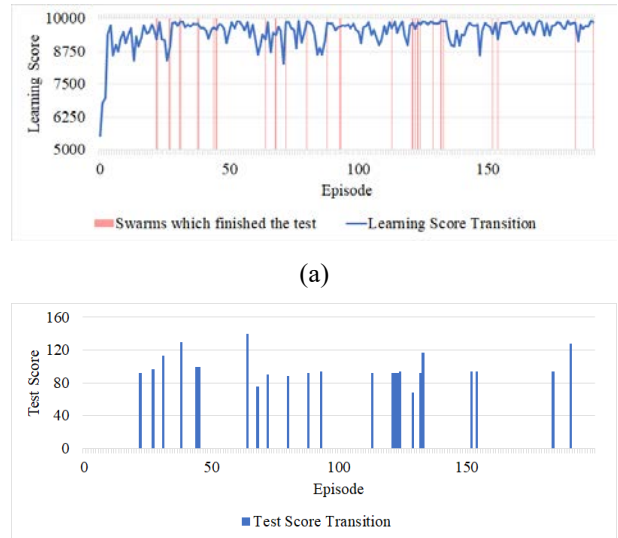 10000
8750
7500
6250
5000
Learning Score
0 50 100 150
Episode
Swarms which finished the test Learning Score Transition
(a)
160
120
80
40
0
Test Score
0 50 100 150
Episode
Test Score Transition